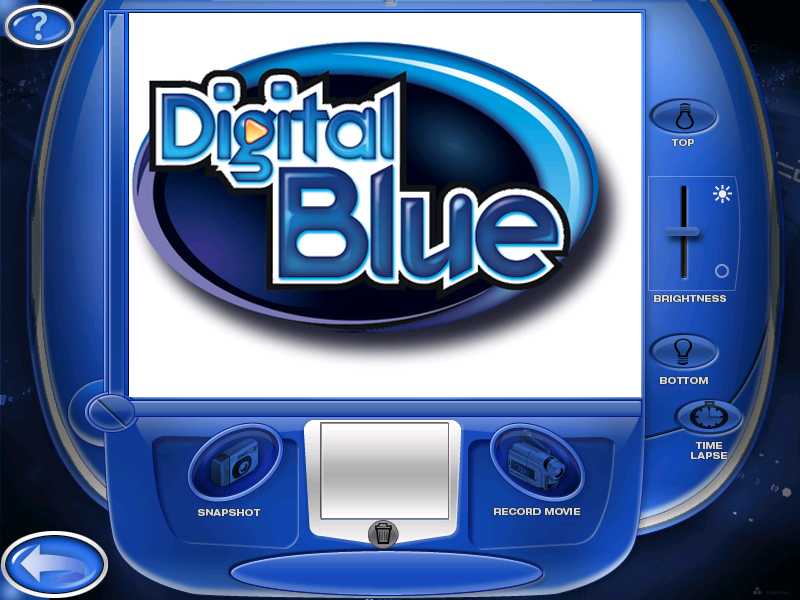 ?
Digital
Blue
TOP
BRIGHTNESS
BOTTOM
TIME
LAPSE
SNAPSHOT
RECORD MOVIE